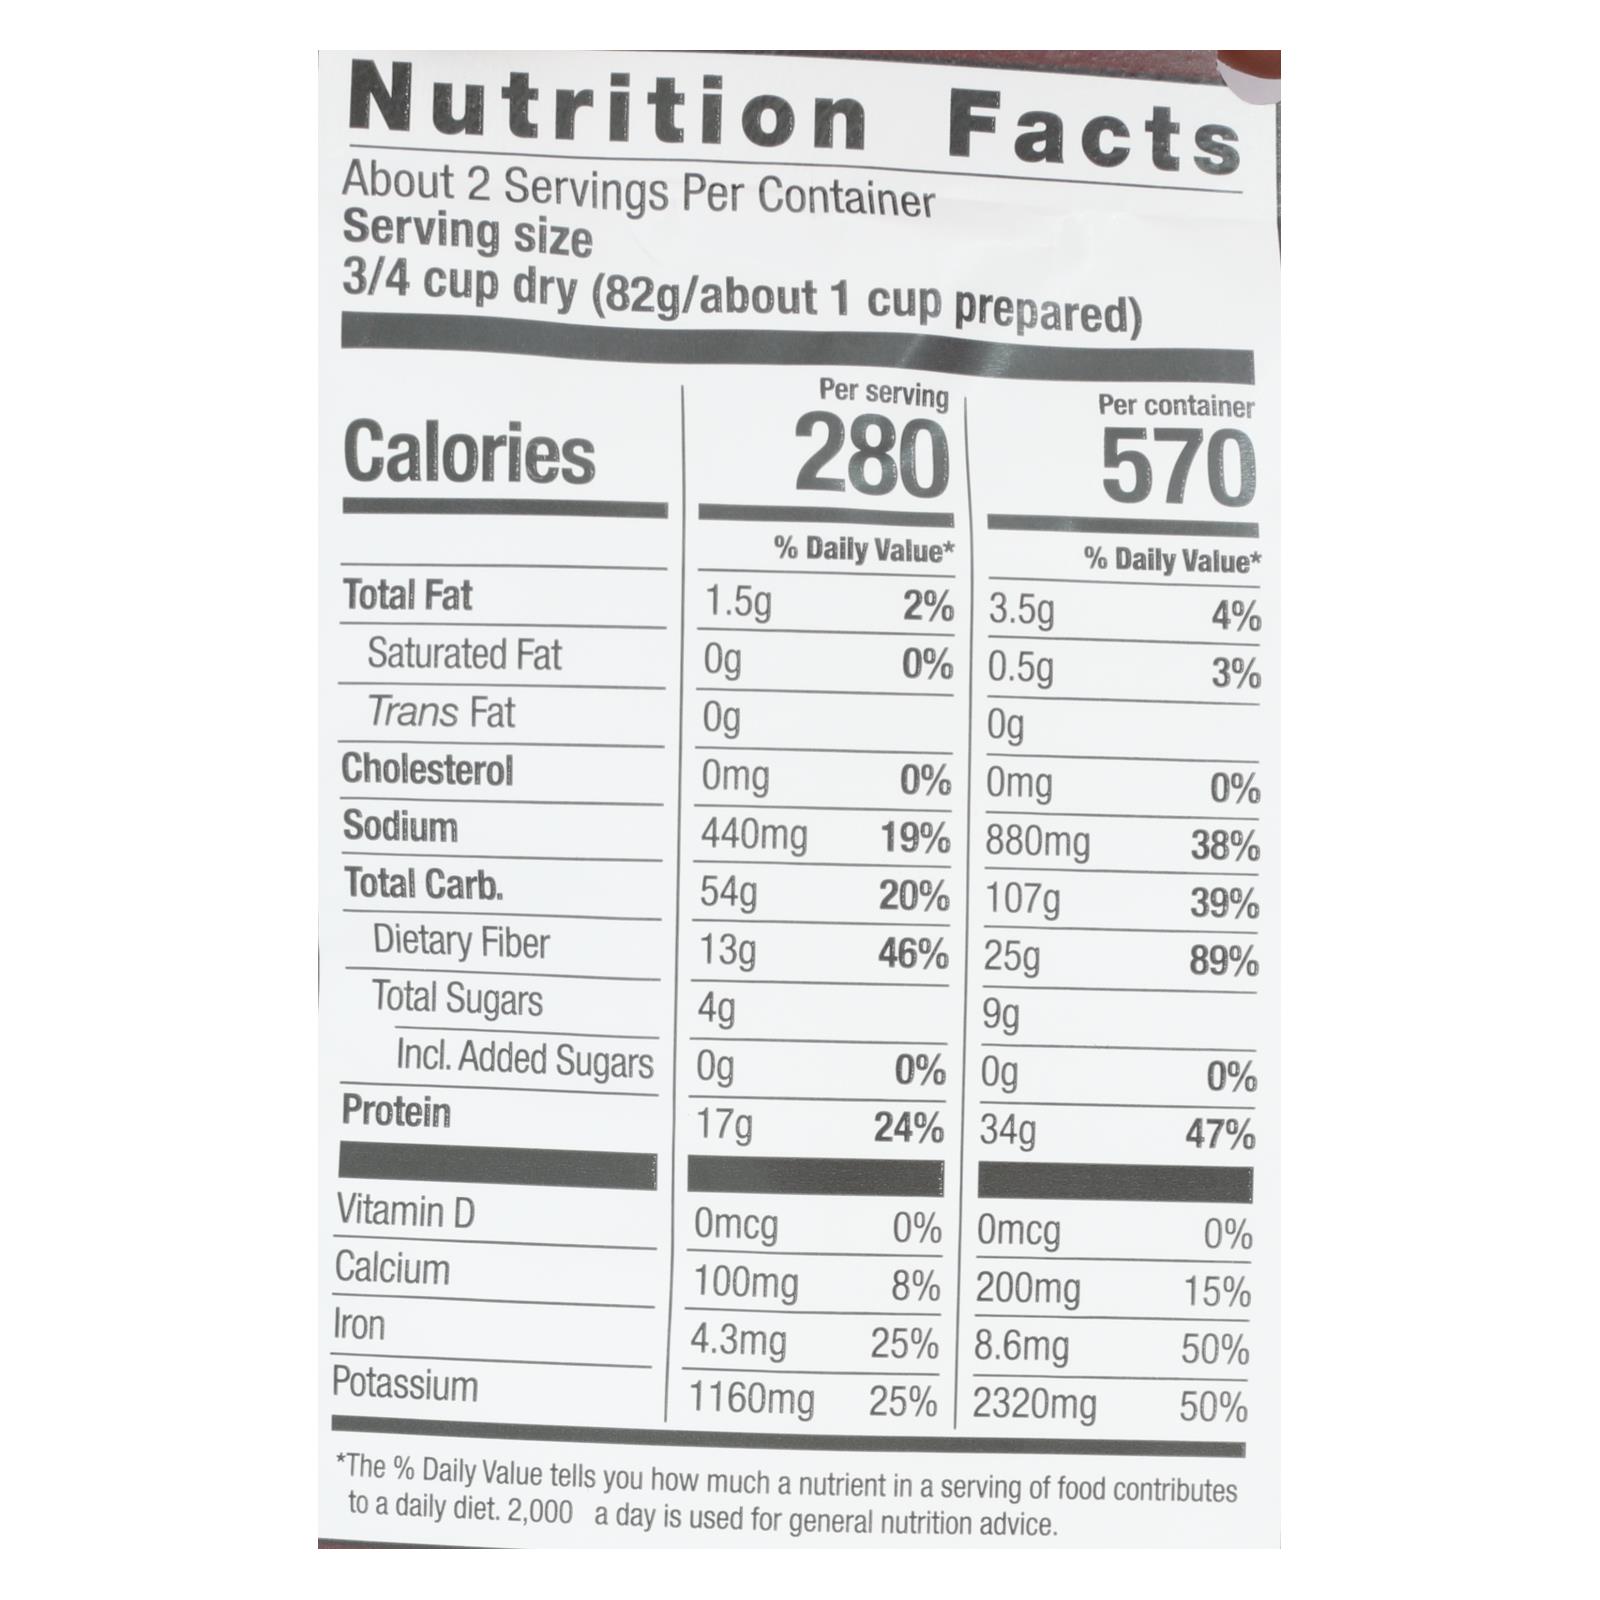 Nutrition Facts
About 2 Servings Per Container
Serving size
3/4 cup dry (82g/about 1 cup prepared)
Per serving Per container
Calories 280 570
% Daily Value* % Daily Value*
Total Fat 1.5g 2% 3.5g 4%
Saturated Fat 0g 0% 0.5g 3%
Trans Fat 0g 0g
Cholesterol 0mg 0% 0mg 0%
Sodium 440mg 19% 880mg 38%
Total Carb. 54g 20% 107g 39%
Dietary Fiber 13g 46% 25g 89%
Total Sugars 4g 9g
Incl. Added Sugars 0g 0% 0g 0%
Protein 17g 24% 34g 47%
Vitamin D 0mcg 0% 0mcg 0%
Calcium 100mg 8% 200mg 15%
Iron 4.3mg 25% 8.6mg 50%
Potassium 1160mg 25% 2320mg 50%
*The % Daily Value tells you how much a nutrient in a serving of food contributes
to a daily diet. 2,000 a day is used for general nutrition advice.